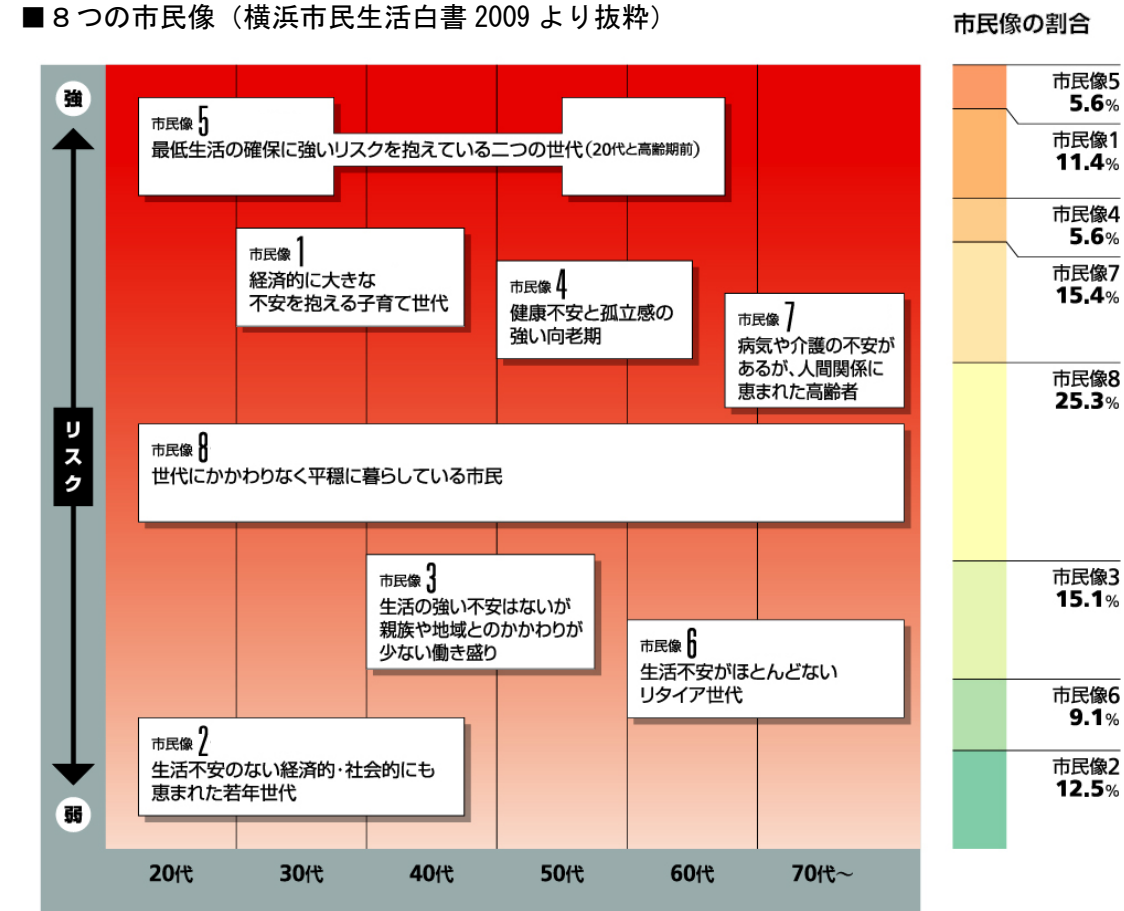 ■８つの市民像（横浜市民生活白書 2009 より抜粋）
市民像の割合
強
リスク
弱
市民像5
最低生活の確保に強いリスクを抱えている二つの世代(20代と高齢期前)
市民像1
経済的に大きな
不安を抱える子育て世代
市民像4
健康不安と孤立感の
強い向老期
市民像7
病気や介護の不安が
あるが、人間関係に
恵まれた高齢者
市民像8
世代にかかわりなく平穏に暮らしている市民
市民像3
生活の強い不安はないが
親族や地域とのかかわりが
少ない働き盛り
市民像6
生活不安がほとんどない
リタイア世代
市民像2
生活不安のない経済的・社会的にも
恵まれた若年世代
20代 30代 40代 50代 60代 70代～
市民像5
5.6%
市民像1
11.4%
市民像4
5.6%
市民像7
15.4%
市民像8
25.3%
市民像3
15.1%
市民像6
9.1%
市民像2
12.5%